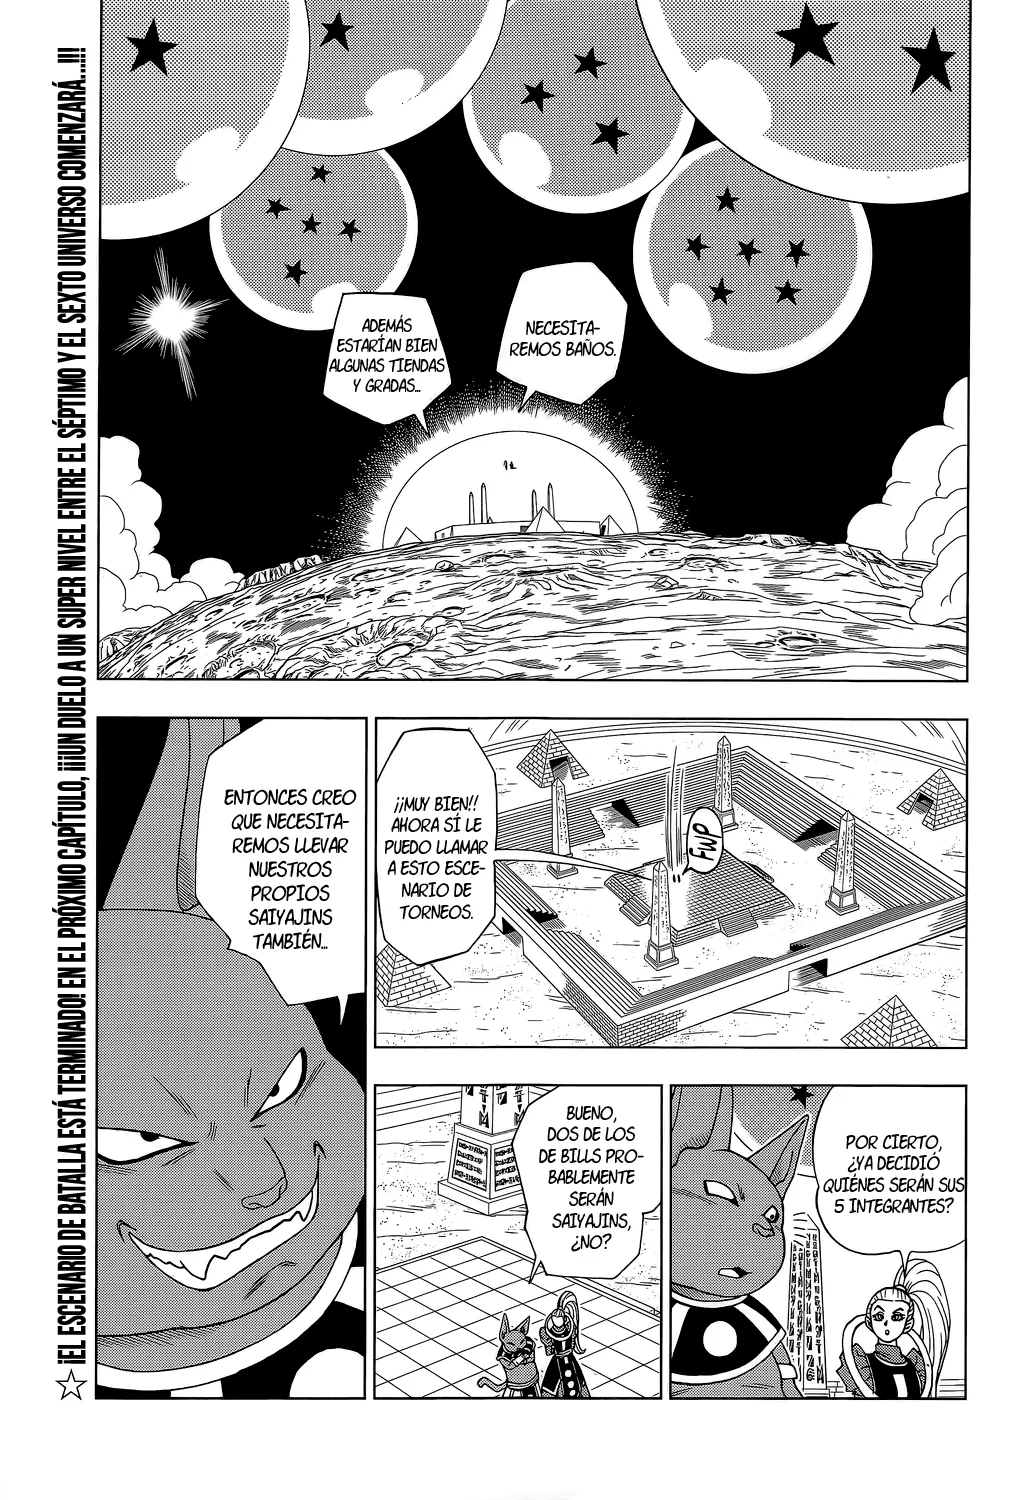 NECESITA-
REMOS BAÑOS.
ADEMÁS
ESTARÍAN BIEN
ALGUNAS TIENDAS
Y GRADAS...
¡¡MUY BIEN!!
AHORA SÍ LE
PUEDO LLAMAR
A ESTO ESCE-
NARIO DE
TORNEOS.
FWP
ENTONCES CREO
QUE NECESITA-
REMOS LLEVAR
NUESTROS
PROPIOS
SAIYAJINS
TAMBIÉN...
POR CIERTO,
¿YA DECIDIÓ
QUIÉNES SERÁN SUS
5 INTEGRANTES?
BUENO,
DOS DE LOS
DE BILLS PRO-
BABLEMENTE
SERÁN
SAIYAJINS,
¿NO?
☆ ¡EL ESCENARIO DE BATALLA ESTÁ TERMINADO! EN EL PRÓXIMO CAPÍTULO, ¡¡¡UN DUELO A UN SUPER NIVEL ENTRE EL SÉPTIMO Y EL SEXTO UNIVERSO COMENZARÁ...!!!